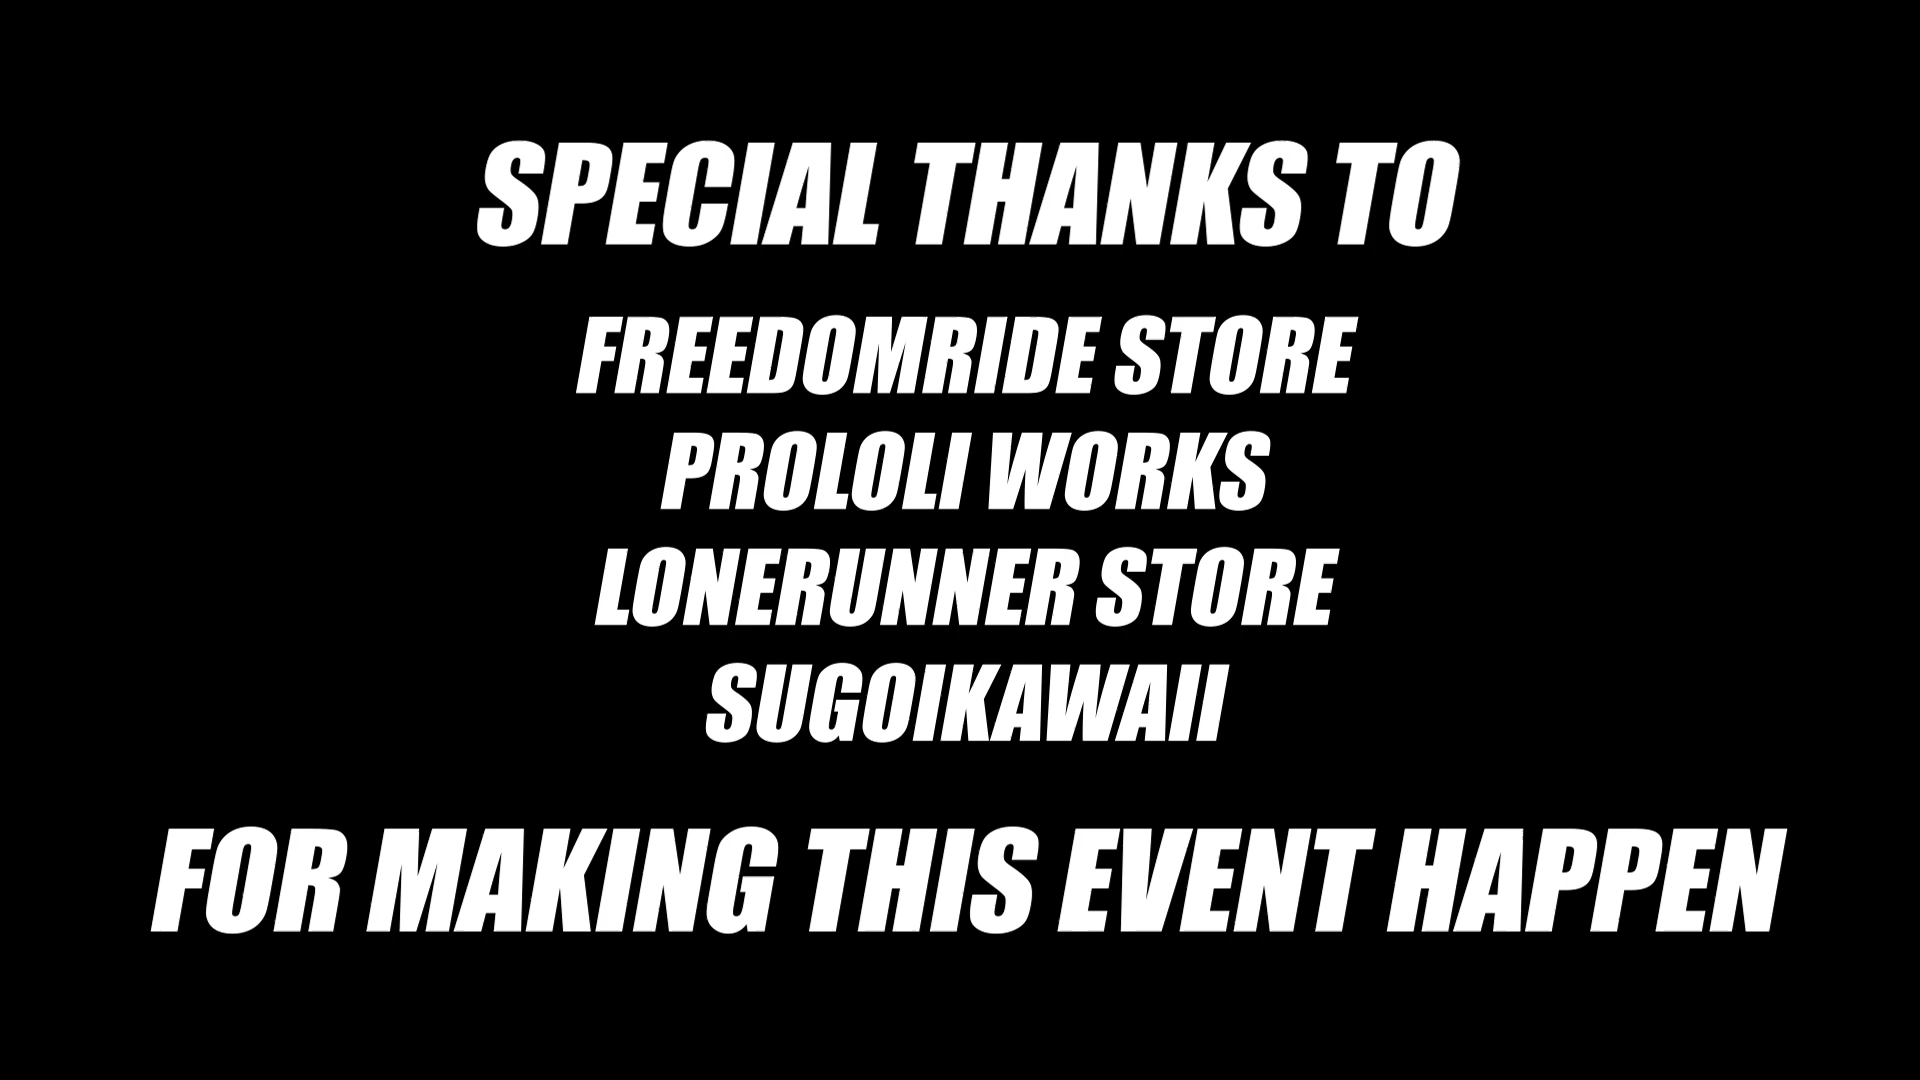 SPECIAL THANKS TO
FREEDOMRIDE STORE
PROLOLI WORKS
LONERUNNER STORE
SUGOIKAWAII
FOR MAKING THIS EVENT HAPPEN